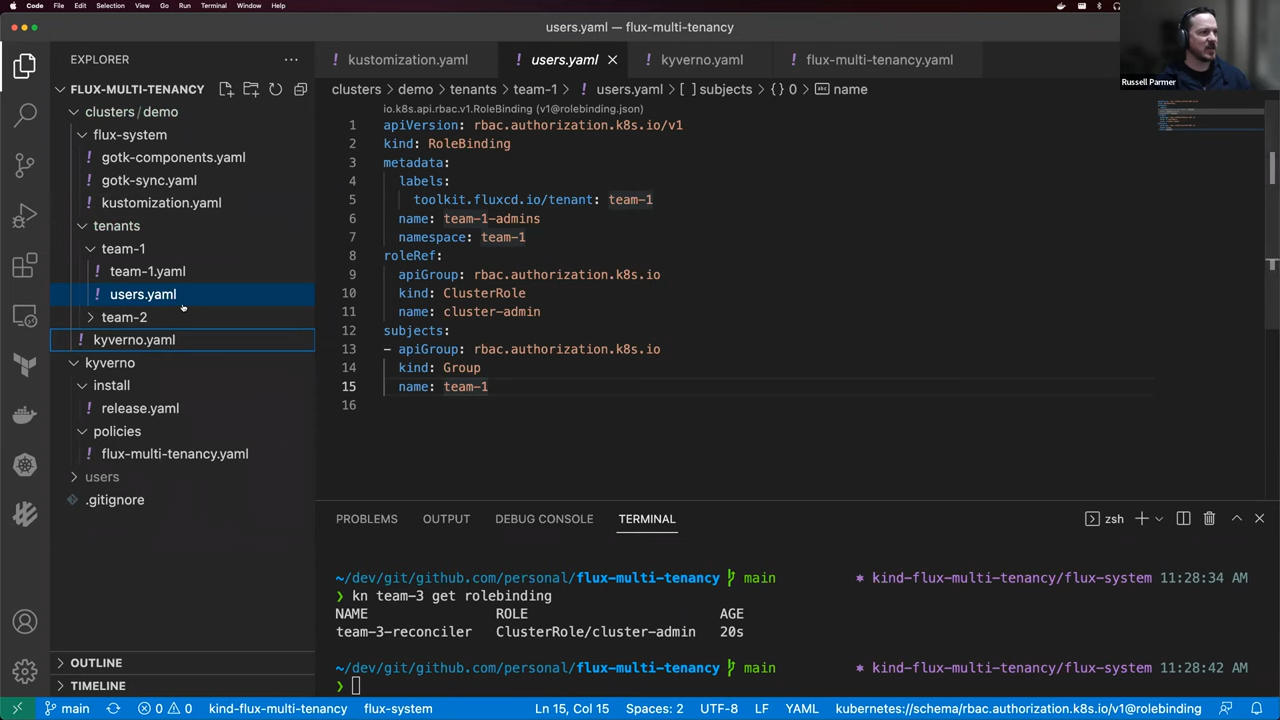 Code File Edit Selection View Go Run Terminal Window Help
users.yaml — flux-multi-tenancy
Russell Parmer
EXPLORER
FLUX-MULTI-TENANCY
clusters / demo
flux-system
gotk-components.yaml
gotk-sync.yaml
kustomization.yaml
tenants
team-1
team-1.yaml
users.yaml
team-2
kyverno.yaml
kyverno
install
release.yaml
policies
flux-multi-tenancy.yaml
users
.gitignore
OUTLINE
TIMELINE
kustomization.yaml users.yaml kyverno.yaml flux-multi-tenancy.yaml
clusters > demo > tenants > team-1 > users.yaml > [ ] subjects > { } 0 > name
io.k8s.api.rbac.v1.RoleBinding (v1@rolebinding.json)
1 apiVersion: rbac.authorization.k8s.io/v1
2 kind: RoleBinding
3 metadata:
4 labels:
5 toolkit.fluxcd.io/tenant: team-1
6 name: team-1-admins
7 namespace: team-1
8 roleRef:
9 apiGroup: rbac.authorization.k8s.io
10 kind: ClusterRole
11 name: cluster-admin
12 subjects:
13 - apiGroup: rbac.authorization.k8s.io
14 kind: Group
15 name: team-1
16
PROBLEMS OUTPUT DEBUG CONSOLE TERMINAL zsh
~/dev/git/github.com/personal/flux-multi-tenancy main kind-flux-multi-tenancy/flux-system 11:28:34 AM
❯ kn team-3 get rolebinding
NAME ROLE AGE
team-3-reconciler ClusterRole/cluster-admin 20s
~/dev/git/github.com/personal/flux-multi-tenancy main kind-flux-multi-tenancy/flux-system 11:28:42 AM
❯
main 0 0 kind-flux-multi-tenancy flux-system Ln 15, Col 15 Spaces: 2 UTF-8 LF YAML kubernetes://schema/rbac.authorization.k8s.io/v1@rolebinding